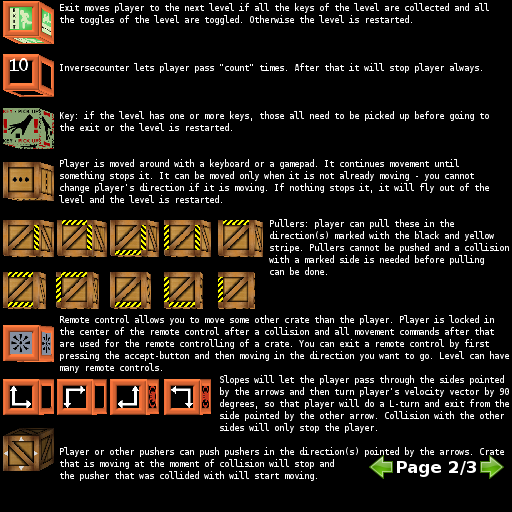 Exit moves player to the next level if all the keys of the level are collected and all
the toggles of the level are toggled. Otherwise the level is restarted.
10
Inversecounter lets player pass "count" times. After that it will stop player always.
KEY - PICK UP
Key: if the level has one or more keys, those all need to be picked up before going to
the exit or the level is restarted.
KEY - PICK UP
Player is moved around with a keyboard or a gamepad. It continues movement until
something stops it. It can be moved only when it is not already moving - you cannot
change player's direction if it is moving. If nothing stops it, it will fly out of the
level and the level is restarted.
Pullers: player can pull these in the
direction(s) marked with the black and yellow
stripe. Pullers cannot be pushed and a collision
with a marked side is needed before pulling
can be done.
Remote control allows you to move some other crate than the player. Player is locked in
the center of the remote control after a collision and all movement commands after that
are used for the remote controlling of a crate. You can exit a remote control by first
pressing the accept-button and then moving in the direction you want to go. Level can have
many remote controls.
Slopes will let the player pass through the sides pointed
by the arrows and then turn player's velocity vector by 90
degrees, so that player will do a L-turn and exit from the
side pointed by the other arrow. Collision with the other
sides will only stop the player.
Player or other pushers can push pushers in the direction(s) pointed by the arrows. Crate
that is moving at the moment of collision will stop and
the pusher that was collided with will start moving.
Page 2/3